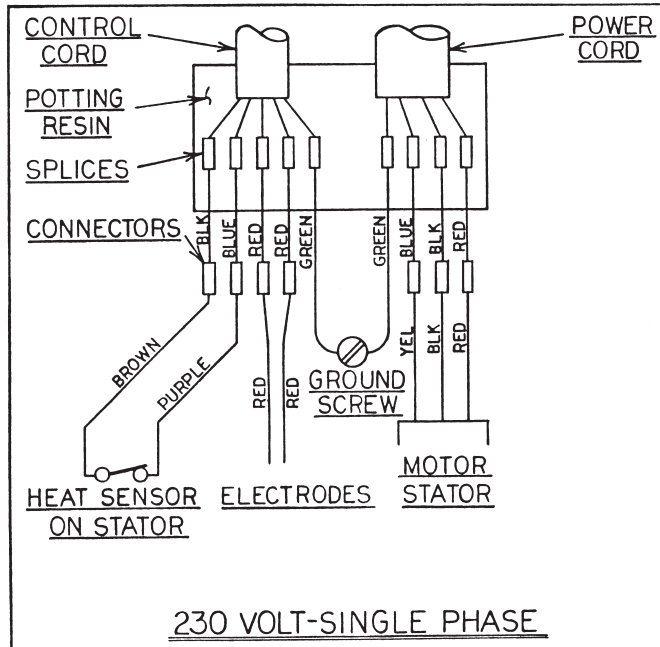 CONTROL
CORD
POWER
CORD
POTTING
RESIN
SPLICES
CONNECTORS
BLK
BLUE
RED
RED
GREEN
GREEN
BLUE
BLK
RED
BROWN
PURPLE
RED
RED
YEL
BLK
RED
GROUND
SCREW
HEAT SENSOR
ON STATOR
ELECTRODES
MOTOR
STATOR
230 VOLT-SINGLE PHASE